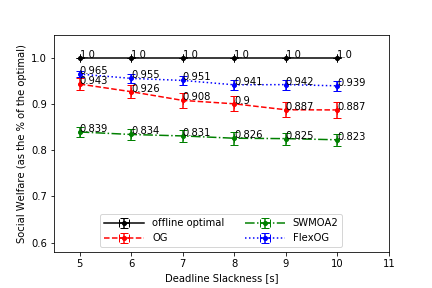 1.0 1.0 1.0 1.0 1.0 1.0
0.965 0.955 0.951 0.941 0.942 0.939
0.943 0.926 0.908 0.9 0.887 0.887
0.839 0.834 0.831 0.826 0.825 0.823
Social Welfare (as the % of the optimal)
1.0
0.9
0.8
0.7
0.6
offline optimal SWMOA2
OG FlexOG
5 6 7 8 9 10 11
Deadline Slackness [s]